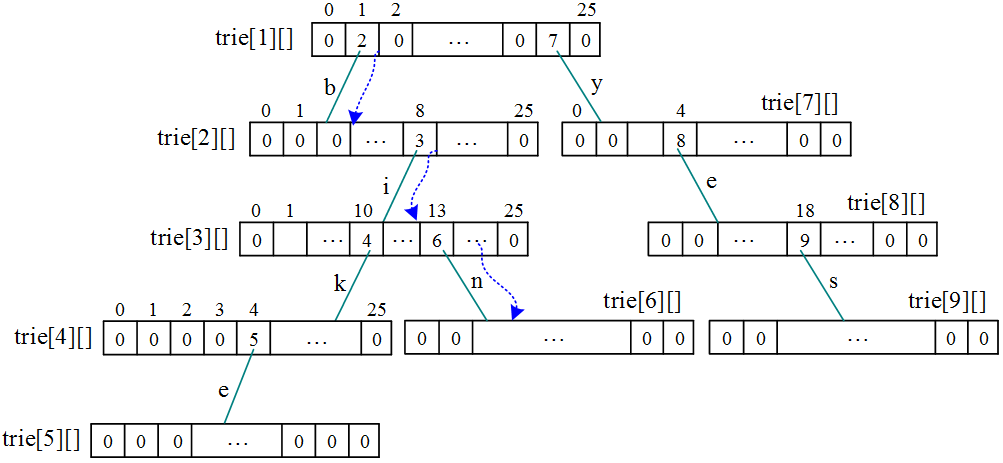 0 1 2 25
trie[1][] 0 2 0 … 0 7 0
b y
0 1 8 25 0 4 trie[7][]
trie[2][] 0 0 0 … 3 … 0 0 0 8 … 0 0
i e
0 1 10 13 25 18 trie[8][]
trie[3][] 0 … 4 … 6 … 0 0 0 … 9 … 0 0
k n s
0 1 2 3 4 25 trie[6][] trie[9][]
trie[4][] 0 0 0 0 5 … 0 0 0 … 0 0 0 0 … 0 0
e
trie[5][] 0 0 0 … 0 0 0